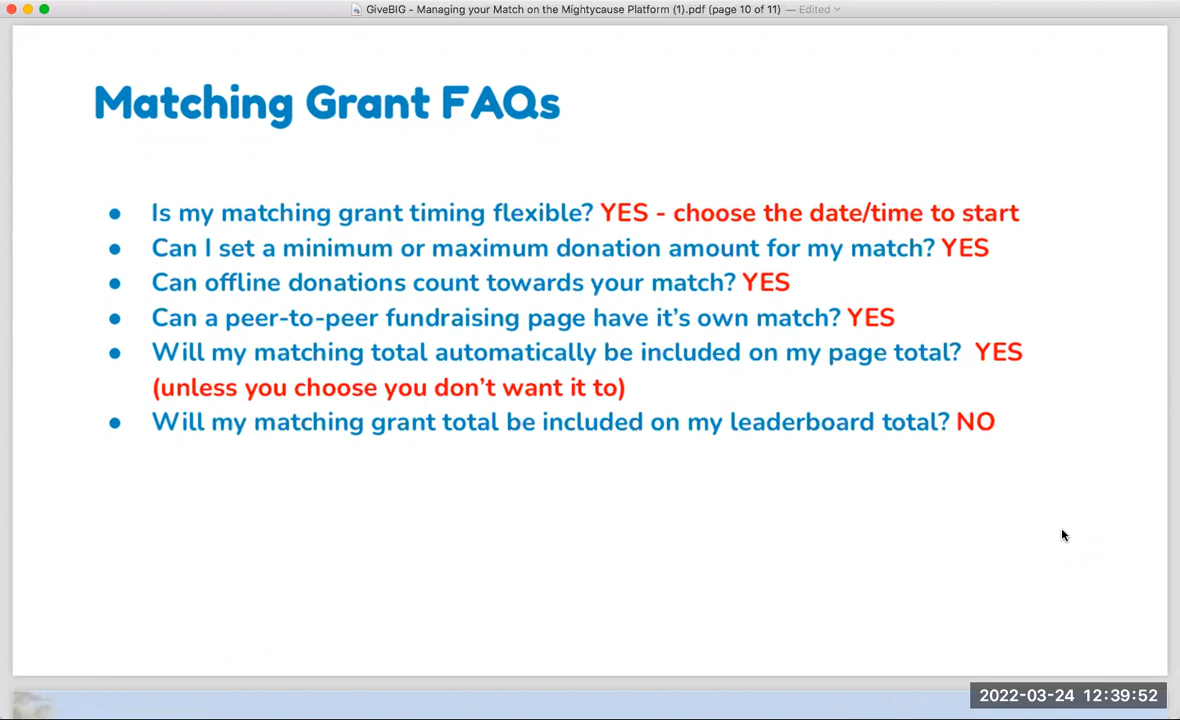 GiveBIG - Managing your Match on the Mightycause Platform (1).pdf (page 10 of 11) — Edited
Matching Grant FAQs
● Is my matching grant timing flexible? YES - choose the date/time to start
● Can I set a minimum or maximum donation amount for my match? YES
● Can offline donations count towards your match? YES
● Can a peer-to-peer fundraising page have it's own match? YES
● Will my matching total automatically be included on my page total? YES
(unless you choose you don't want it to)
● Will my matching grant total be included on my leaderboard total? NO
2022-03-24 12:39:52